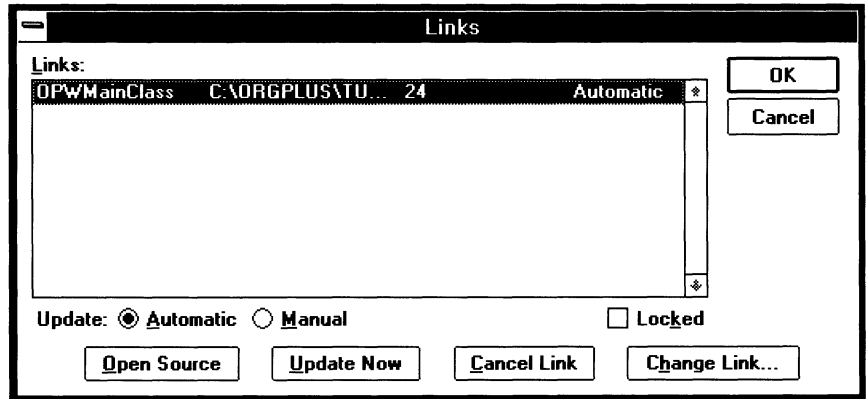 Links
Links:
OPWMainClass C:\ORGPLUS\TU... 24 Automatic
OK
Cancel
Update: Automatic Manual
Locked
Open Source Update Now Cancel Link Change Link...